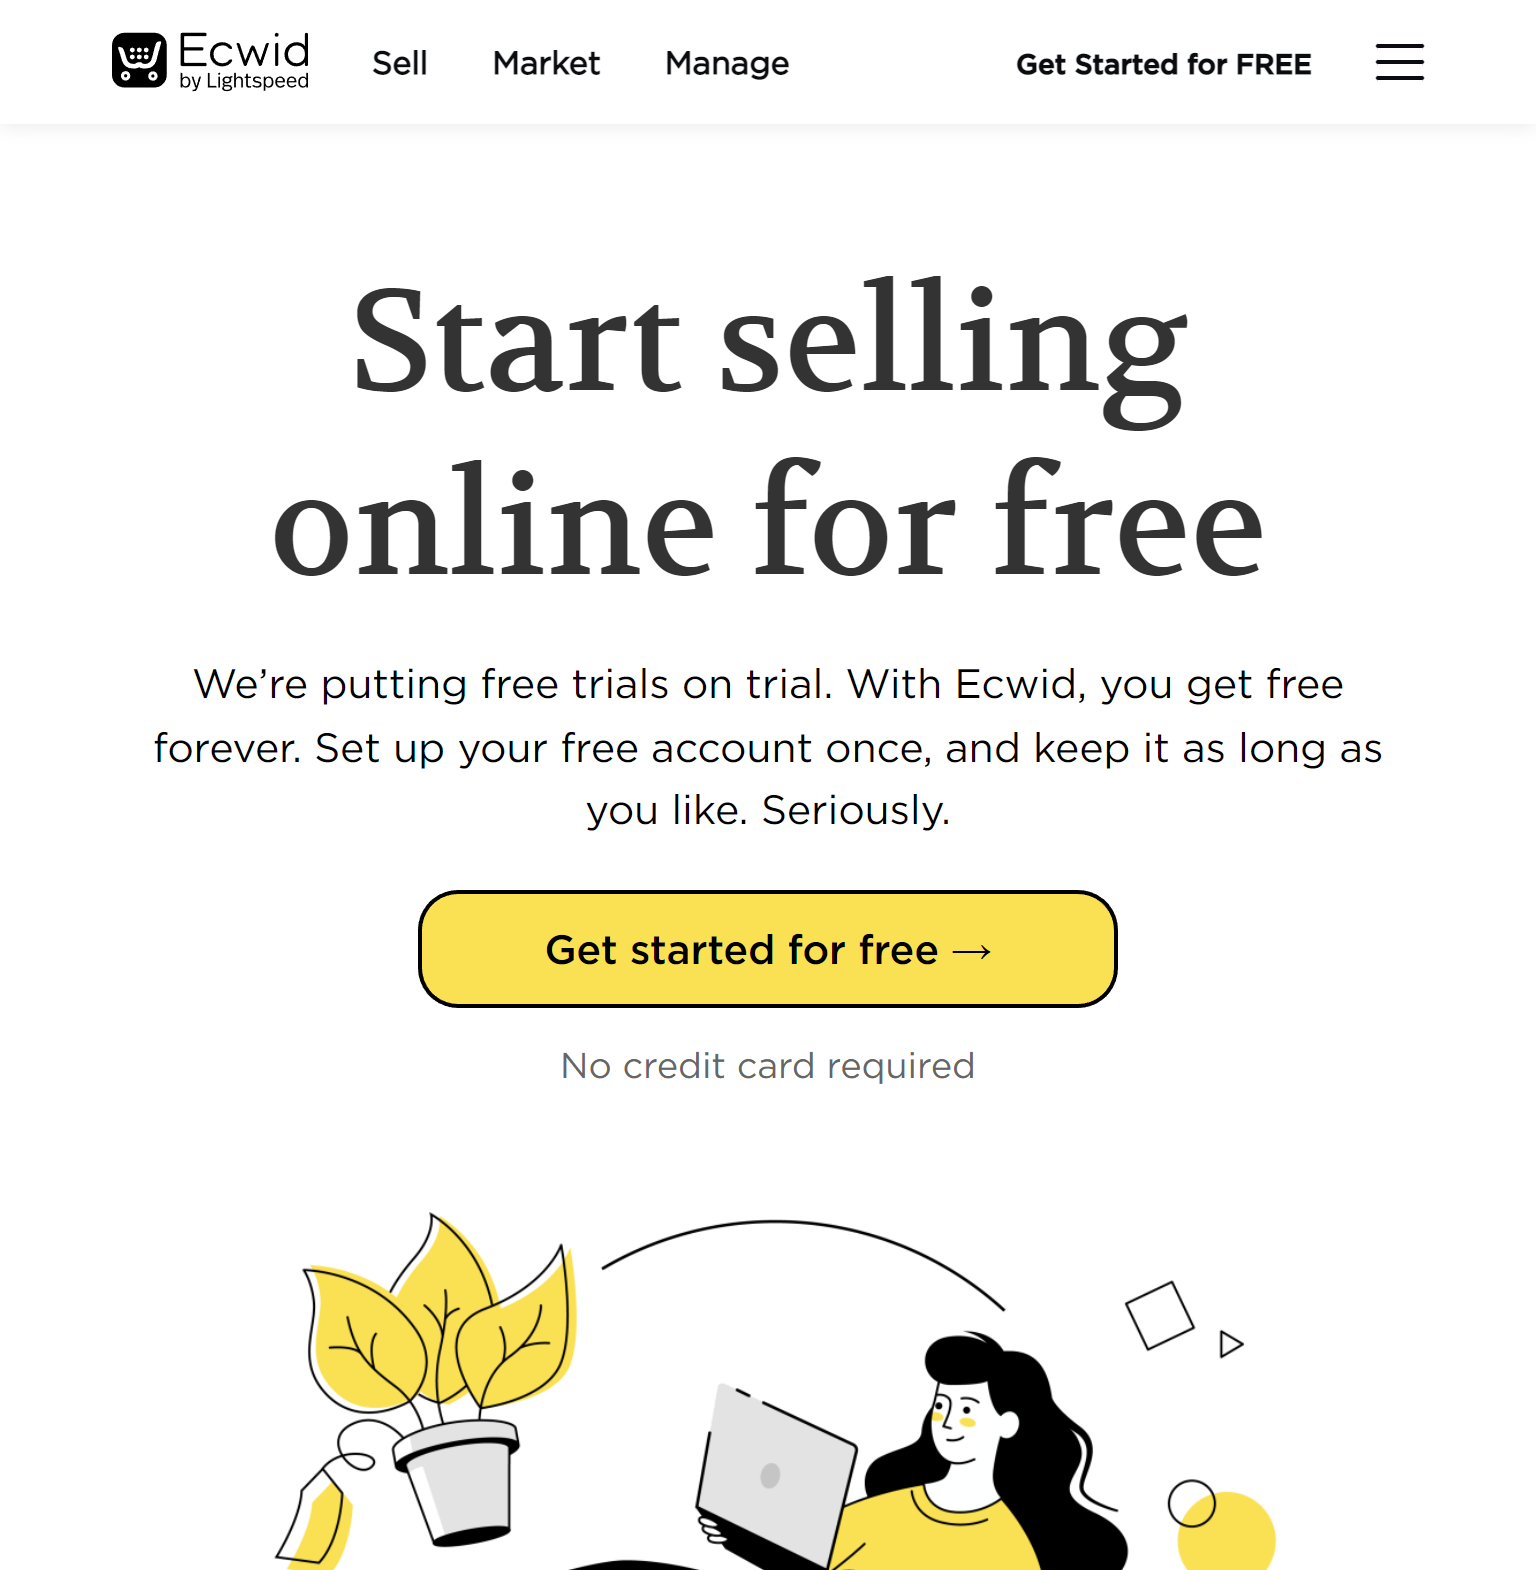 Ecwid
by Lightspeed
Sell
Market
Manage
Get Started for FREE
Start selling
online for free
We’re putting free trials on trial. With Ecwid, you get free
forever. Set up your free account once, and keep it as long as
you like. Seriously.
Get started for free →
No credit card required